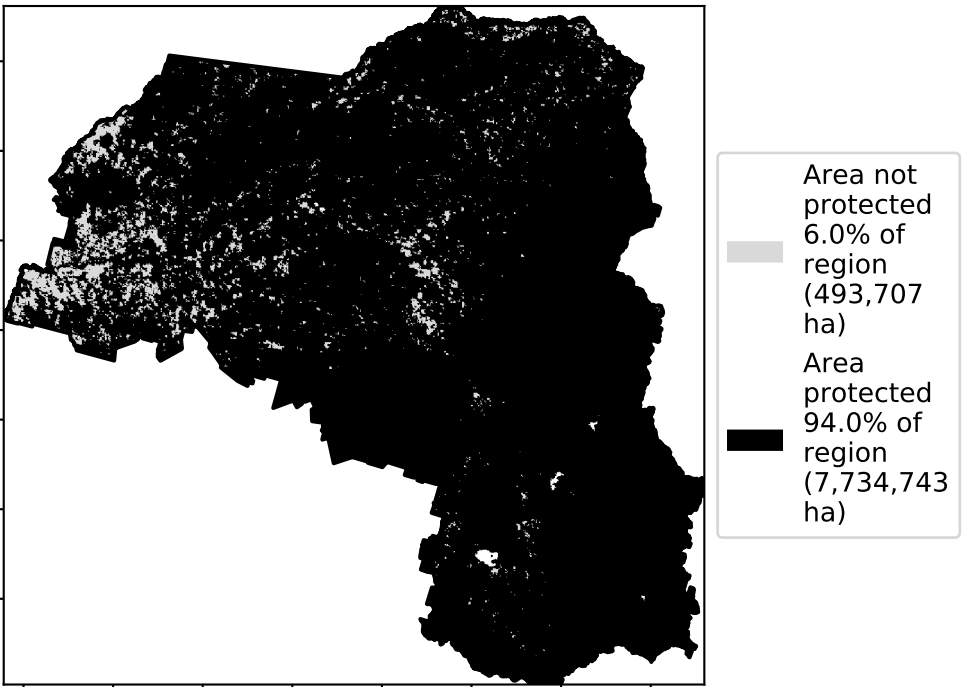 Area not
protected
6.0% of
region
(493,707
ha)
Area
protected
94.0% of
region
(7,734,743
ha)